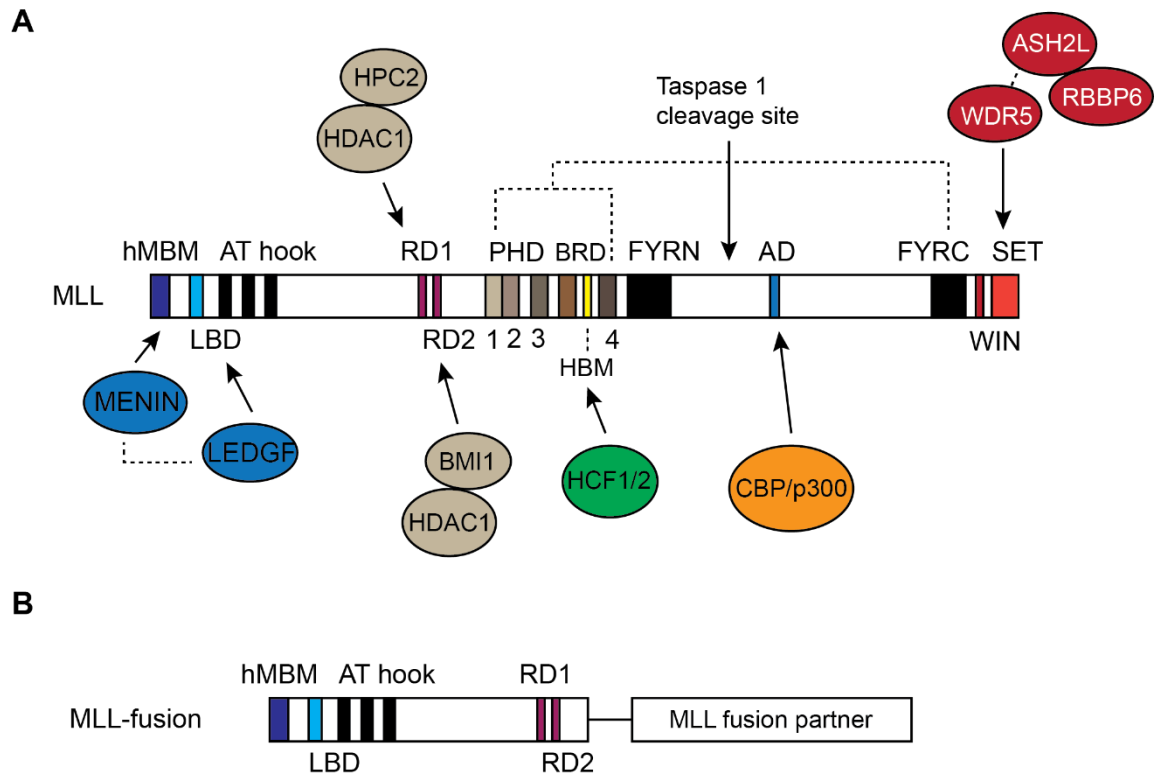 A
HPC2
HDAC1
Taspase 1
cleavage site
ASH2L
RBBP6
WDR5
hMBM AT hook RD1 PHD BRD FYRN AD FYRC SET
MLL
LBD RD2 1 2 3 4 WIN
HBM
MENIN
LEDGF
BMI1
HDAC1
HCF1/2
CBP/p300
B
hMBM AT hook RD1
MLL-fusion MLL fusion partner
LBD RD2